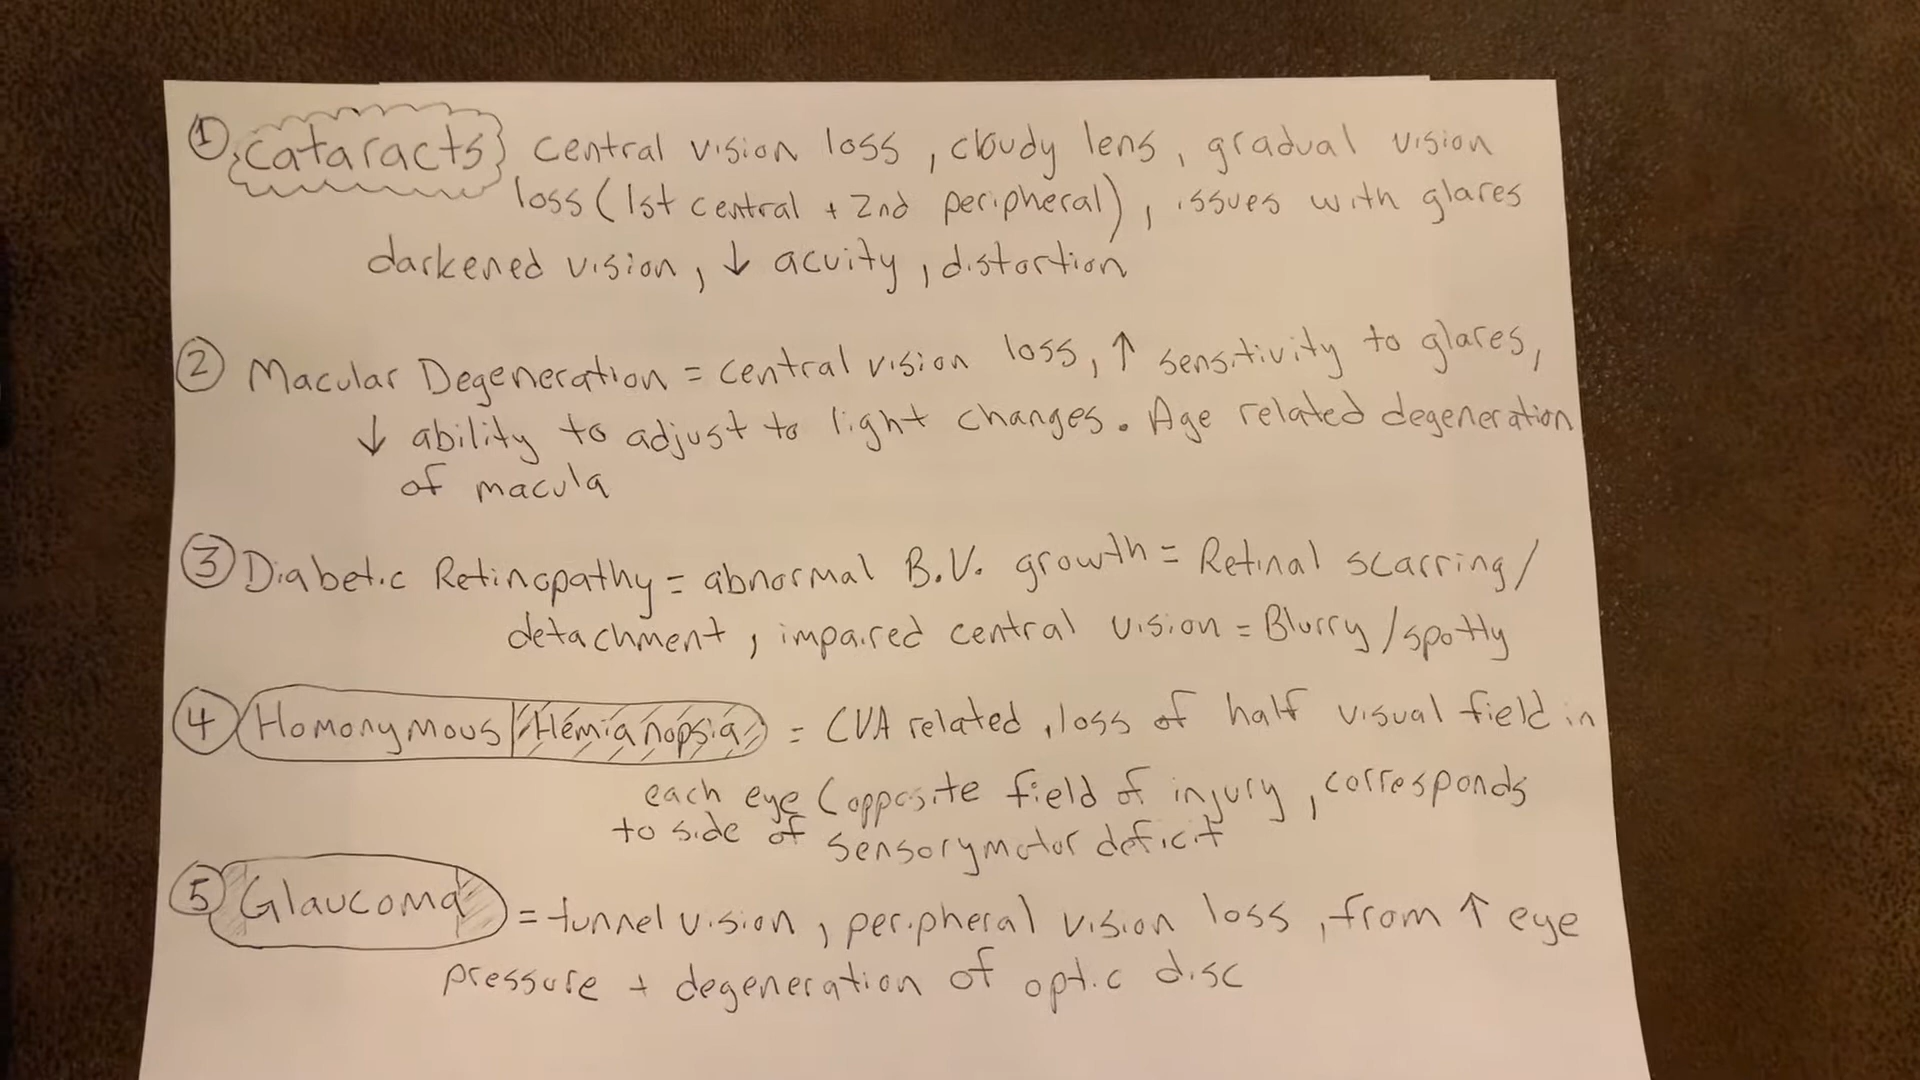 ① Cataracts central vision loss, cloudy lens, gradual vision
loss (1st central + 2nd peripheral), issues with glares
darkened vision, ↓ acuity, distortion
② Macular Degeneration = central vision loss, ↑ sensitivity to glares,
↓ ability to adjust to light changes. Age related degeneration
of macula
③ Diabetic Retinopathy = abnormal B.V. growth = Retinal scarring/
detachment, impaired central vision = Blurry/spotty
④ Homonymous Hemianopsia = CVA related, loss of half visual field in
each eye (opposite field of injury, corresponds
to side of sensorymotor deficit
⑤ Glaucoma = tunnel vision, peripheral vision loss, from ↑ eye
pressure + degeneration of optic disc